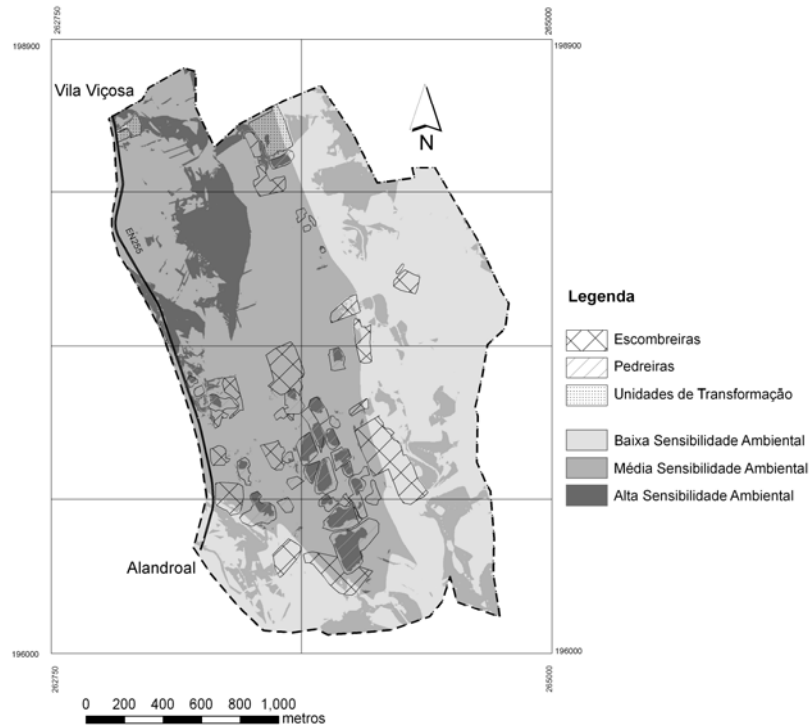 262750
265000
198900
198900
Vila Viçosa
N
EN255
Legenda
Escombreiras
Pedreiras
Unidades de Transformação
Baixa Sensibilidade Ambiental
Média Sensibilidade Ambiental
Alta Sensibilidade Ambiental
Alandroal
196000
196000
262750
265000
0 200 400 600 800 1,000
metros